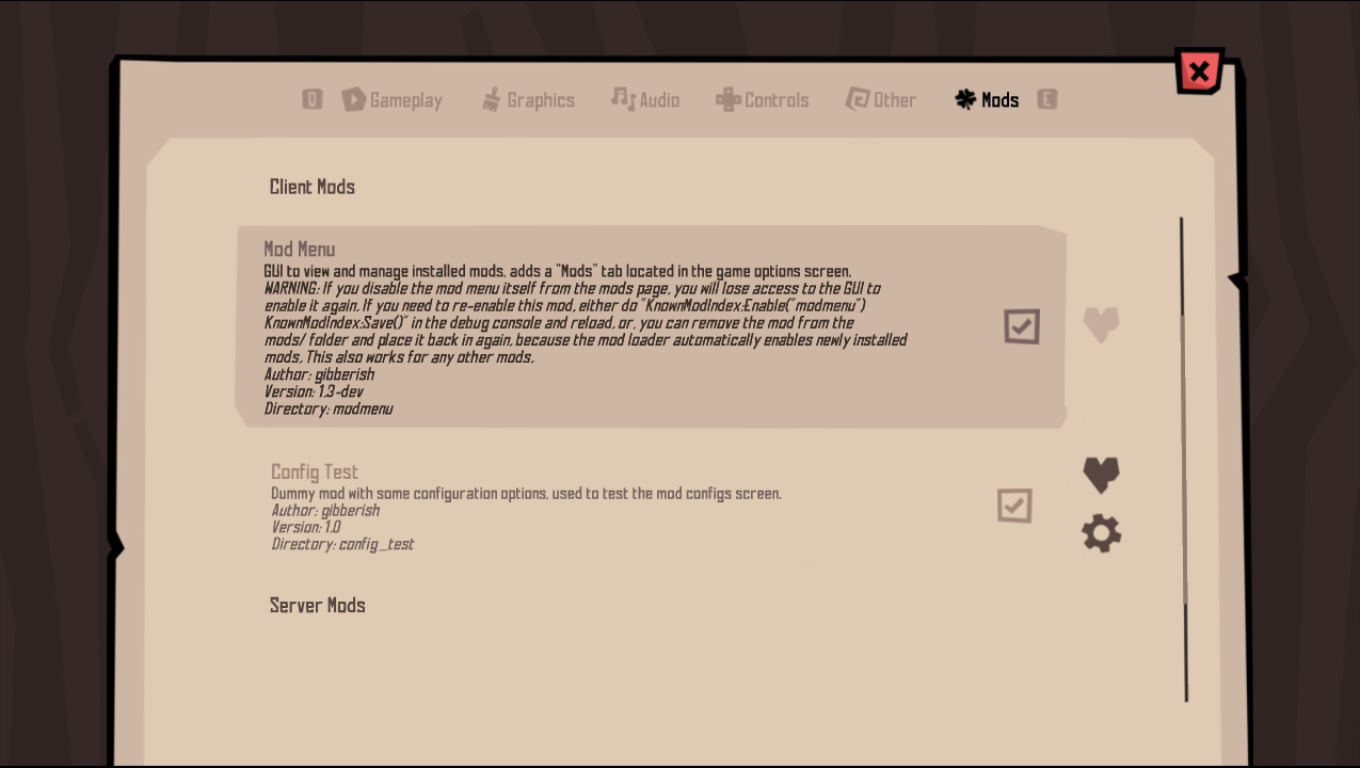 Q Gameplay Graphics Audio Controls Other Mods E
Client Mods
Mod Menu
GUI to view and manage installed mods. adds a "Mods" tab located in the game options screen.
WARNING: If you disable the mod menu itself from the mods page, you will lose access to the GUI to
enable it again. If you need to re-enable this mod, either do "KnownModIndex:Enable("modmenu")
KnownModIndex:Save()" in the debug console and reload, or, you can remove the mod from the
mods/ folder and place it back in again, because the mod loader automatically enables newly installed
mods. This also works for any other mods.
Author: gibberish
Version: 1.3-dev
Directory: modmenu
Config Test
Dummy mod with some configuration options. used to test the mod configs screen.
Author: gibberish
Version: 1.0
Directory: config_test
Server Mods